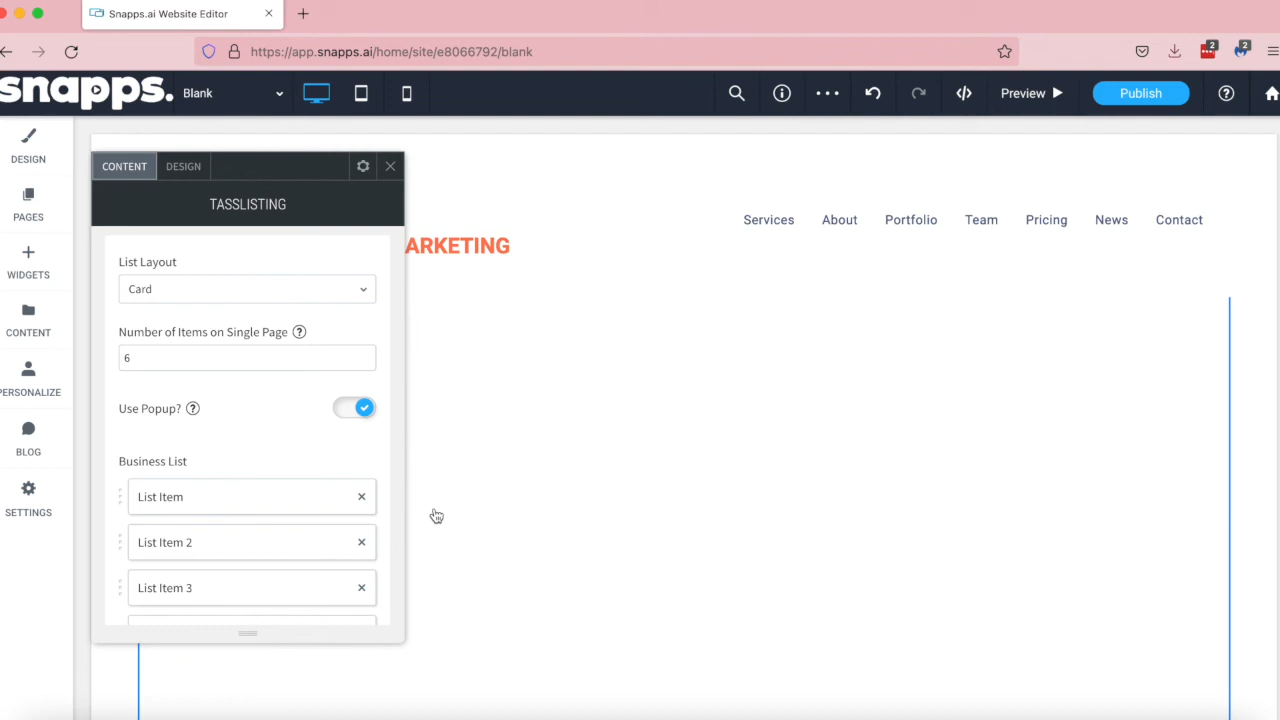 Snapps.ai Website Editor
https://app.snapps.ai/home/site/e8066792/blank
2
2
snapps.
Blank
Preview
Publish
DESIGN
PAGES
WIDGETS
CONTENT
PERSONALIZE
BLOG
SETTINGS
CONTENT
DESIGN
TASSLISTING
List Layout
Card
Number of Items on Single Page
6
Use Popup?
Business List
List Item
List Item 2
List Item 3
ARKETING
Services
About
Portfolio
Team
Pricing
News
Contact